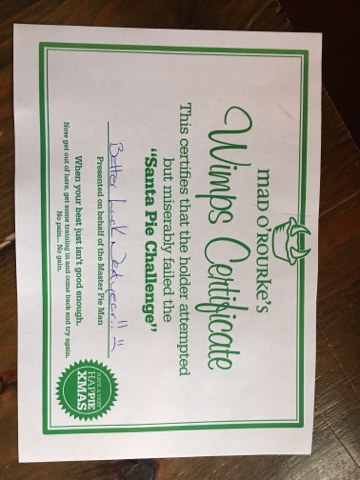 MAD O'ROURKE'S
Wimps Certificate
This certifies that the holder attempted
but miserably failed the
"Santa Pie Challenge"
Better Luck Next year!!
Presented on behalf of the Master Pie Man
When your best just isn't good enough.
Now get out of here, get some training in and come back and try again.
No pain.. No gain.
HAVE A VERY
HAPPIE
XMAS